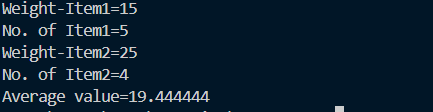 Weight-Item1=15
No. of Item1=5
Weight-Item2=25
No. of Item2=4
Average value=19.444444